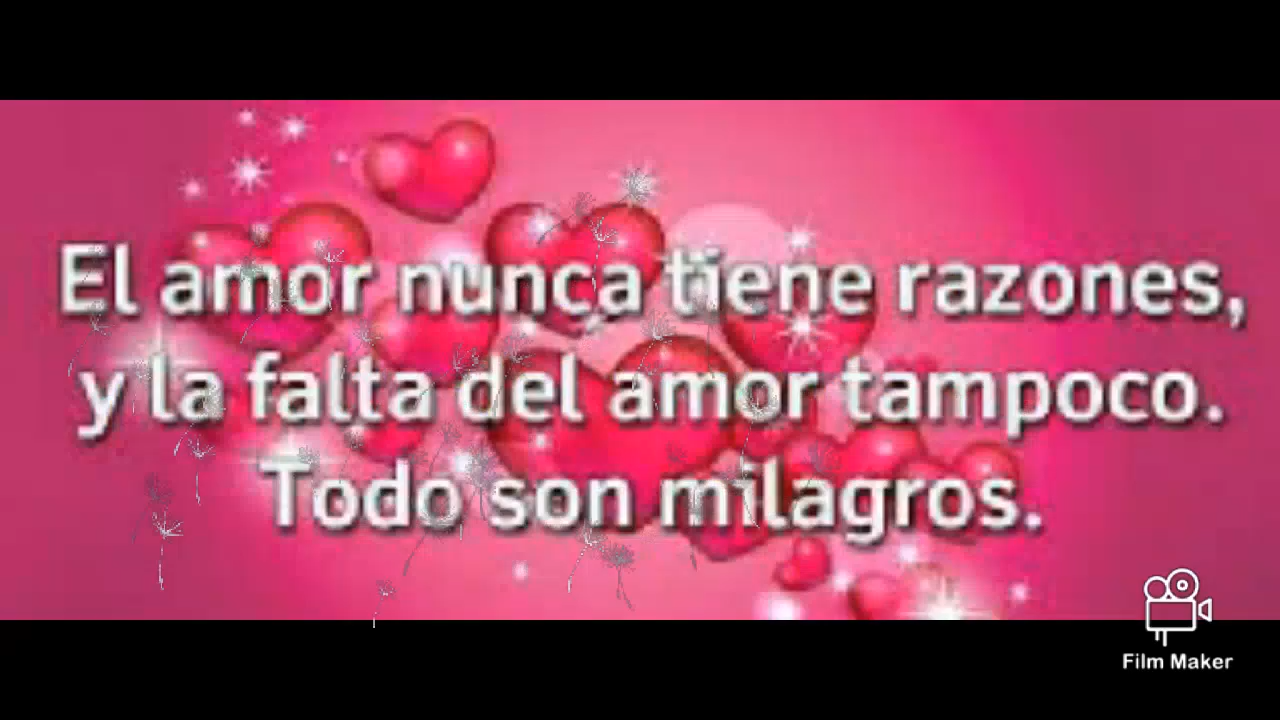 El amor nunca tiene razones,
y la falta del amor tampoco.
Todo son milagros.
Film Maker